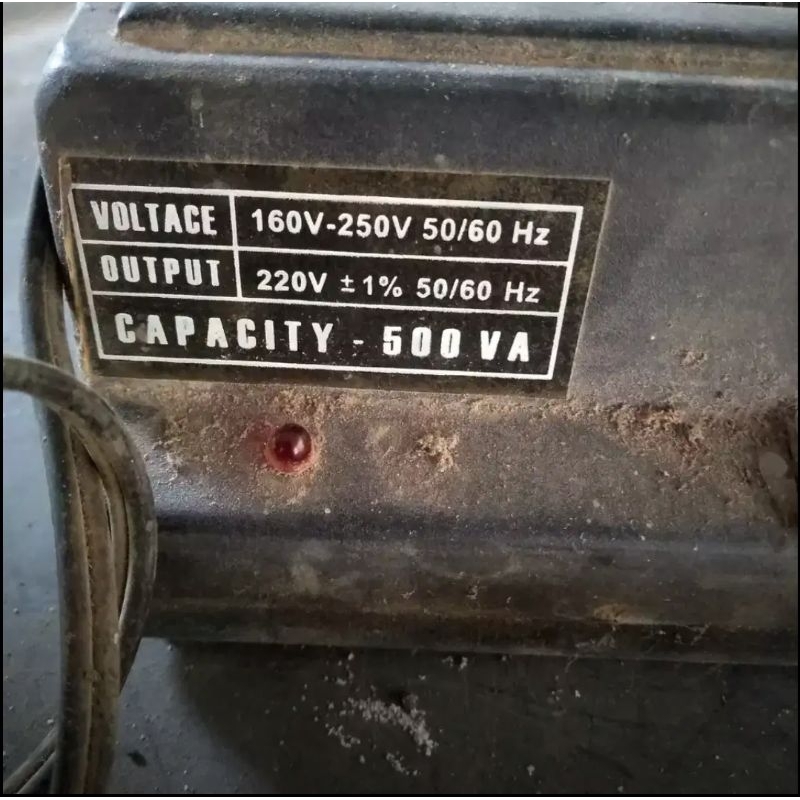 VOLTACE 160V-250V 50/60 Hz
OUTPUT 220V ±1% 50/60 Hz
CAPACITY - 500 VA